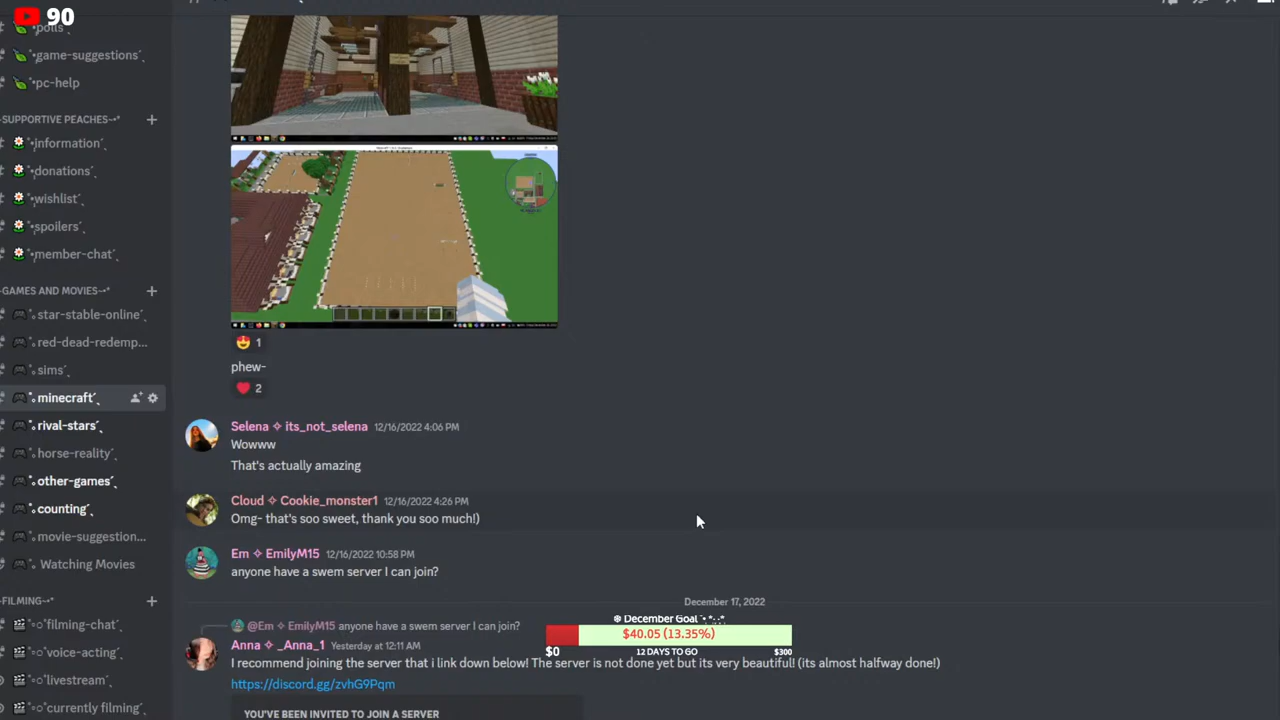 90
polls
game-suggestions
pc-help
SUPPORTIVE PEACHES
information
donations
wishlist
spoilers
member-chat
GAMES AND MOVIES
star-stable-online
red-dead-redemp...
sims
minecraft
rival-stars
horse-reality
other-games
counting
movie-suggestion...
Watching Movies
FILMING
filming-chat
voice-acting
livestream
currently filming
1
phew-
2
Selena ✧ its_not_selena 12/16/2022 4:06 PM
Wowww
That's actually amazing
Cloud ✧ Cookie_monster1 12/16/2022 4:26 PM
Omg- that's soo sweet, thank you soo much!)
Em ✧ EmilyM15 12/16/2022 10:58 PM
anyone have a swem server I can join?
December 17, 2022
@Em ✧ EmilyM15 anyone have a swem server I can join?
Anna ✧ _Anna_1 Yesterday at 12:11 AM
I recommend joining the server that i link down below! The server is not done yet but its very beautiful! (its almost halfway done!)
https://discord.gg/zvhG9Pqm
YOU'VE BEEN INVITED TO JOIN A SERVER
December Goal
$40.05 (13.35%)
$0
12 DAYS TO GO
$300